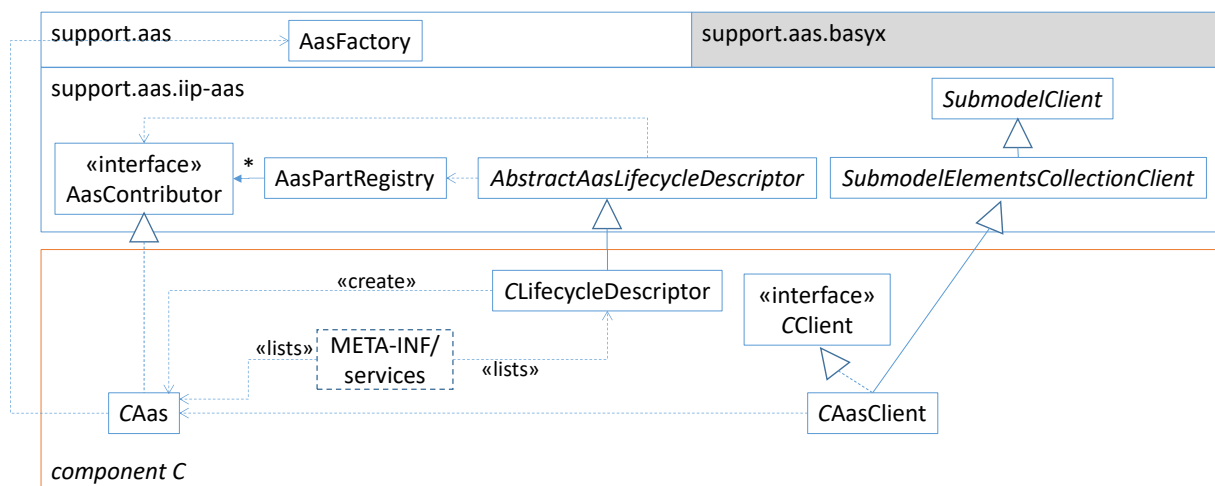 support.aas
AasFactory
support.aas.basyx
support.aas.iip-aas
SubmodelClient
«interface»
AasContributor
*
AasPartRegistry
AbstractAasLifecycleDescriptor
SubmodelElementsCollectionClient
«create»
CLifecycleDescriptor
«interface»
CClient
«lists»
META-INF/
services
«lists»
CAas
CAasClient
component C